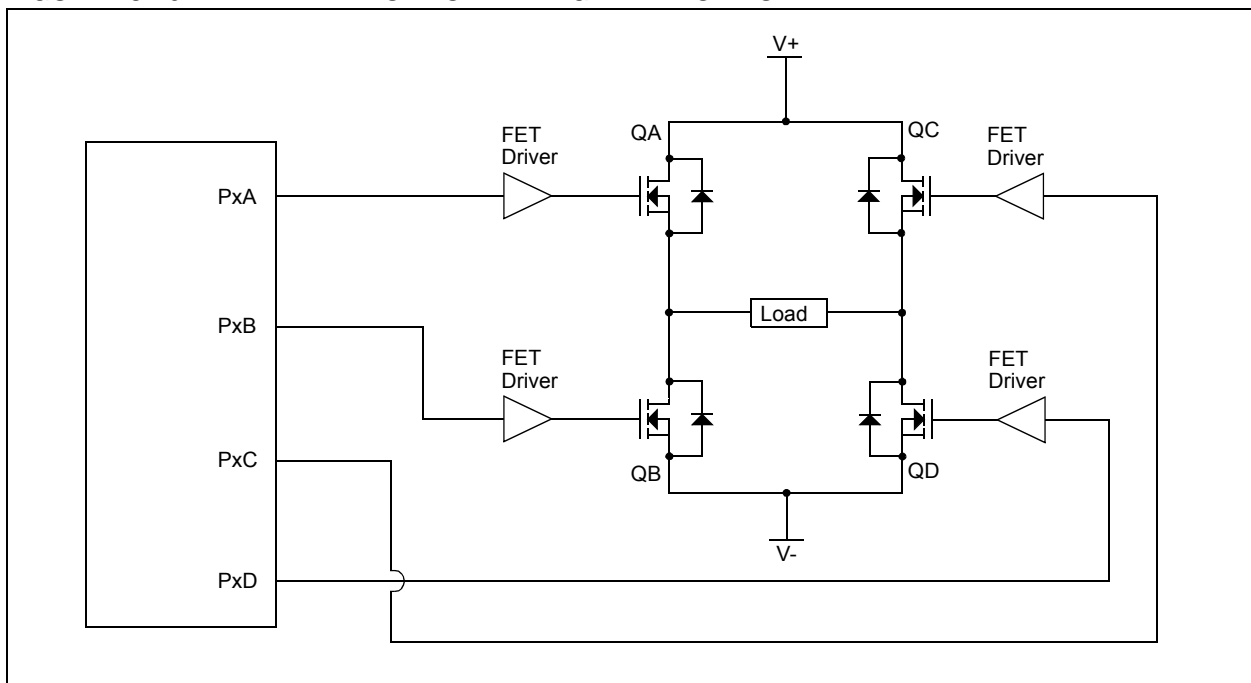 V+
QA
FET
Driver
QC
FET
Driver
PxA
PxB
Load
FET
Driver
FET
Driver
PxC
QB
QD
V-
PxD